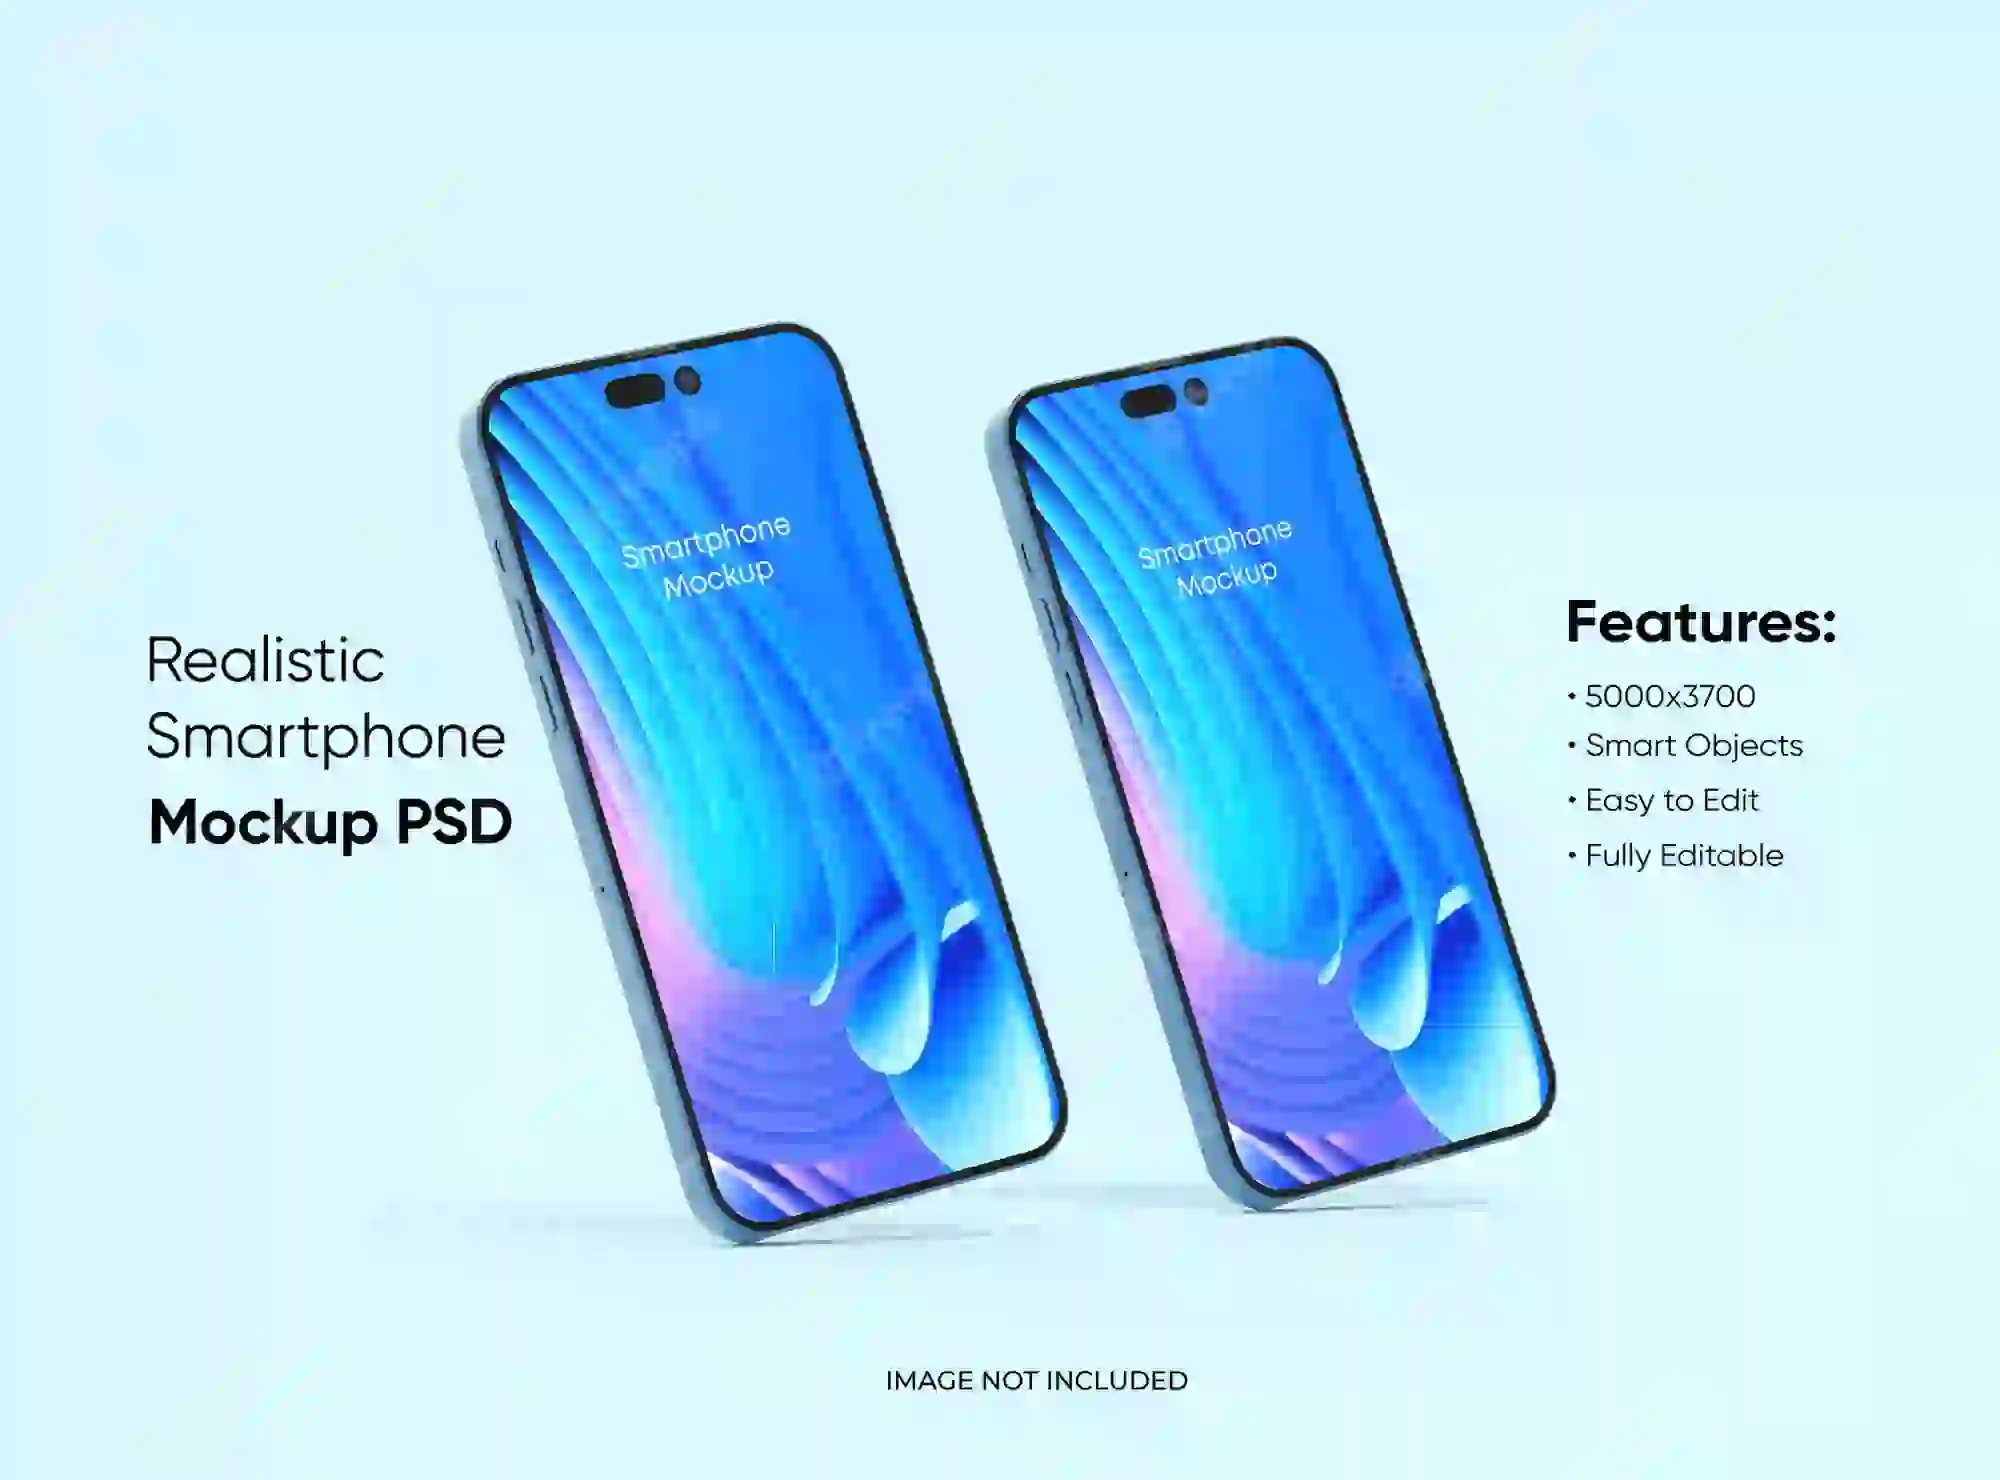 Realistic
Smartphone
Mockup PSD
Smartphone
Mockup
Smartphone
Mockup
Features:
• 5000x3700
• Smart Objects
• Easy to Edit
• Fully Editable
IMAGE NOT INCLUDED